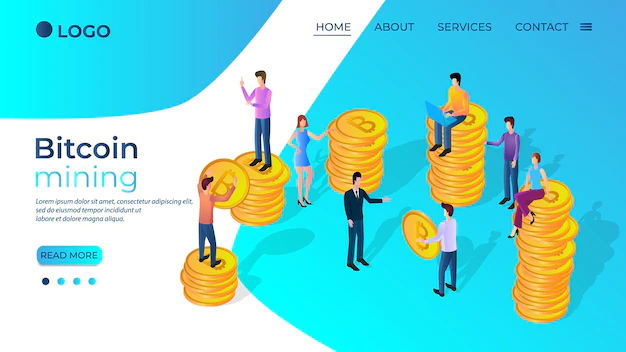 LOGO
HOME ABOUT SERVICES CONTACT
Bitcoin
mining
Lorem ipsum dolor sit amet,
consectetur adipiscing elit, sed
do eiusmod tempor incididunt ut
labore et dolore magna aliqua.
READ MORE